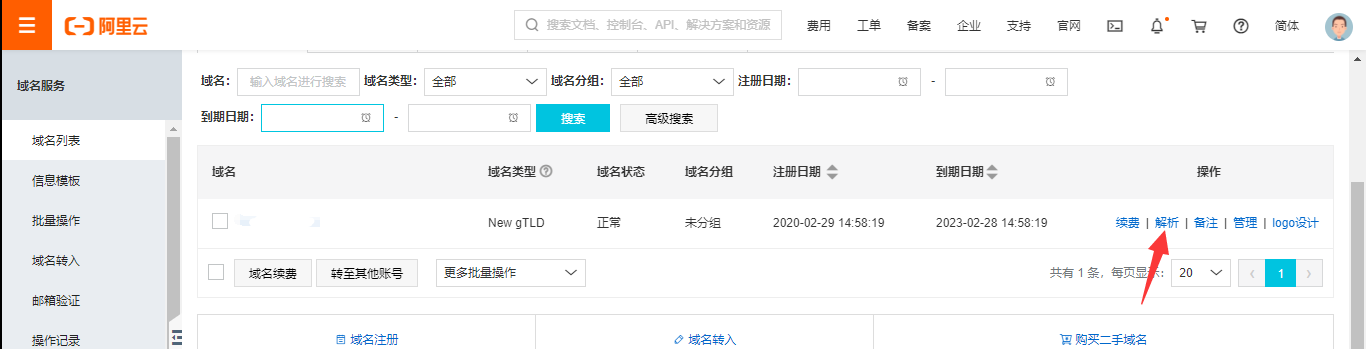 阿里云 搜索文档、控制台、API、解决方案和资源 费用 工单 备案 企业 支持 官网 简体
域名服务
域名列表
信息模板
批量操作
域名转入
邮箱验证
操作记录
域名: 输入域名进行搜索 域名类型: 全部 域名分组: 全部 注册日期: -
到期日期: - 搜索 高级搜索
域名 域名类型 域名状态 域名分组 注册日期 到期日期 操作
New gTLD 正常 未分组 2020-02-29 14:58:19 2023-02-28 14:58:19 续费 | 解析 | 备注 | 管理 | logo设计
域名续费 转至其他账号 更多批量操作 共有 1 条，每页显示: 20 1
域名注册 域名转入 购买二手域名